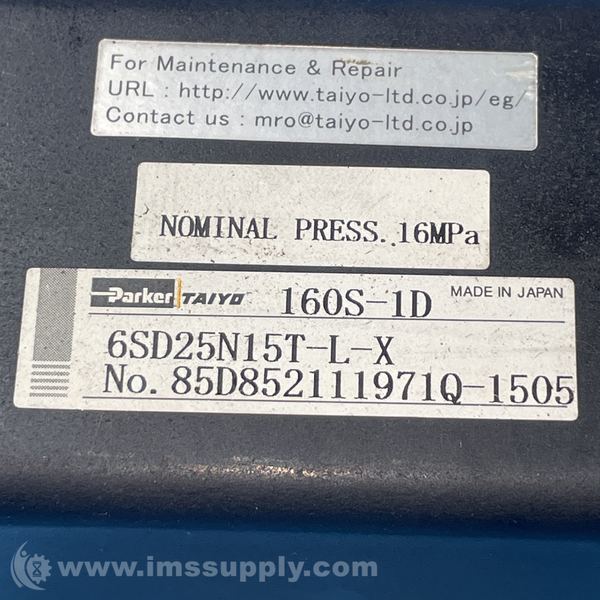 For Maintenance & Repair
URL : http://www.taiyo-ltd.co.jp/eg/
Contact us : mro@taiyo-ltd.co.jp
NOMINAL PRESS. 16MPa
Parker TAIYO 160S-1D MADE IN JAPAN
6SD25N15T-L-X
No. 85D852111971Q-1505
www.imssupply.com